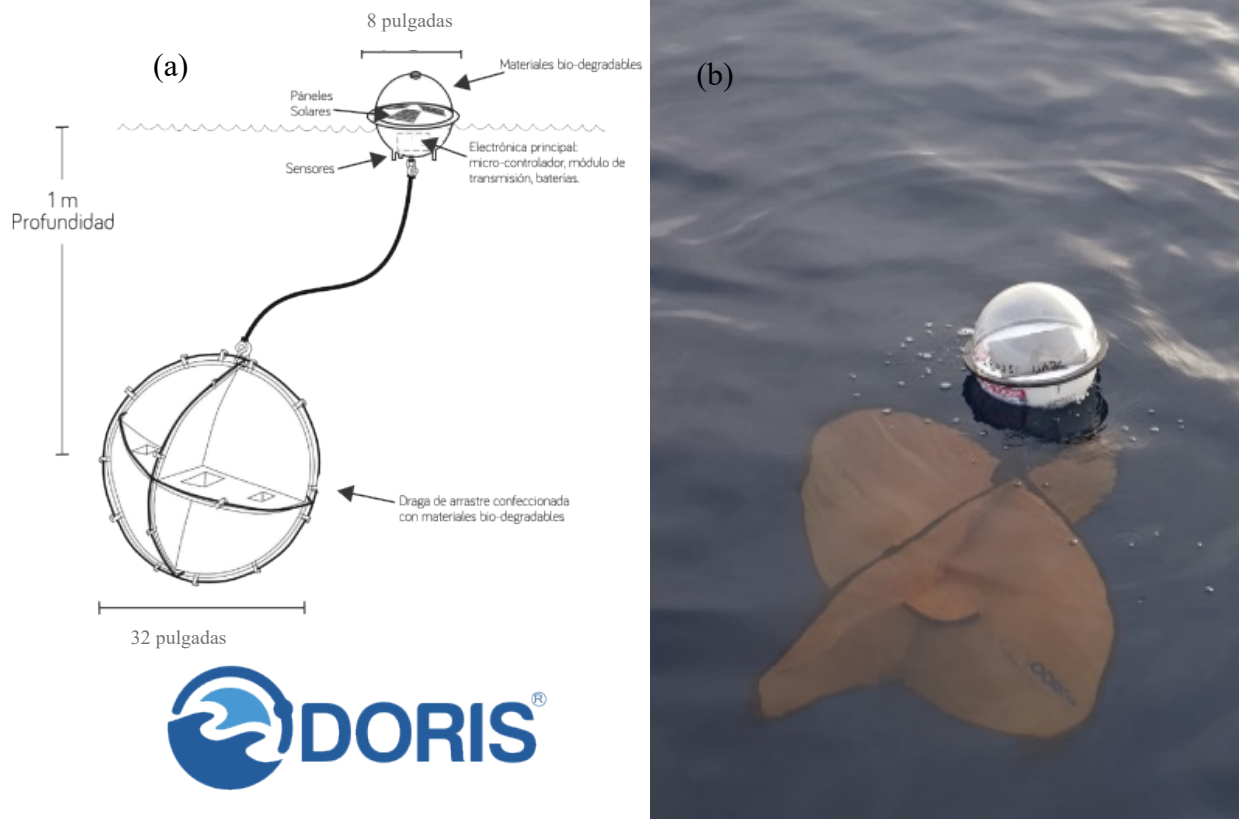 8 pulgadas
(a)
Materiales bio-degradables
Páneles
Solares
Electrónica principal:
micro-controlador, módulo de
transmisión, baterías.
Sensores
1 m
Profundidad
Draga de arrastre confeccionada
con materiales bio-degradables
32 pulgadas
DORIS®
(b)